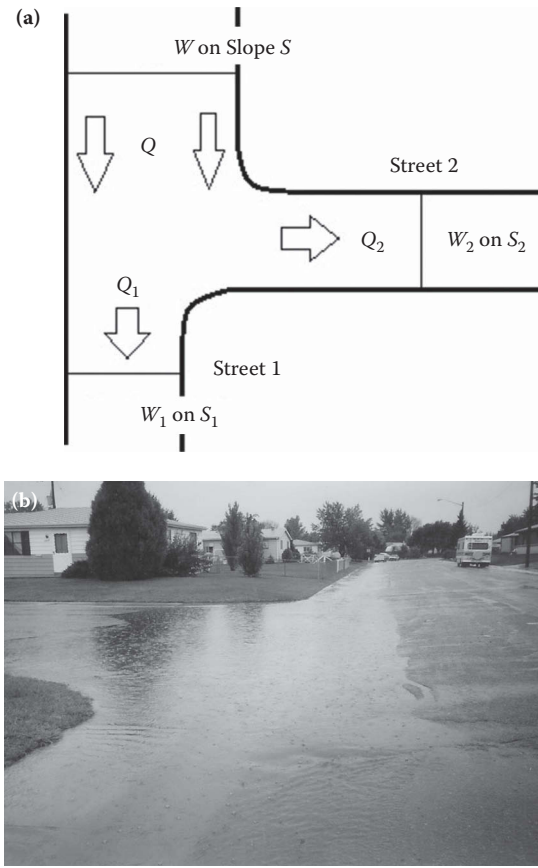 (a)
W on Slope S
Q
Street 2
Q2
W2 on S2
Q1
Street 1
W1 on S1
(b)